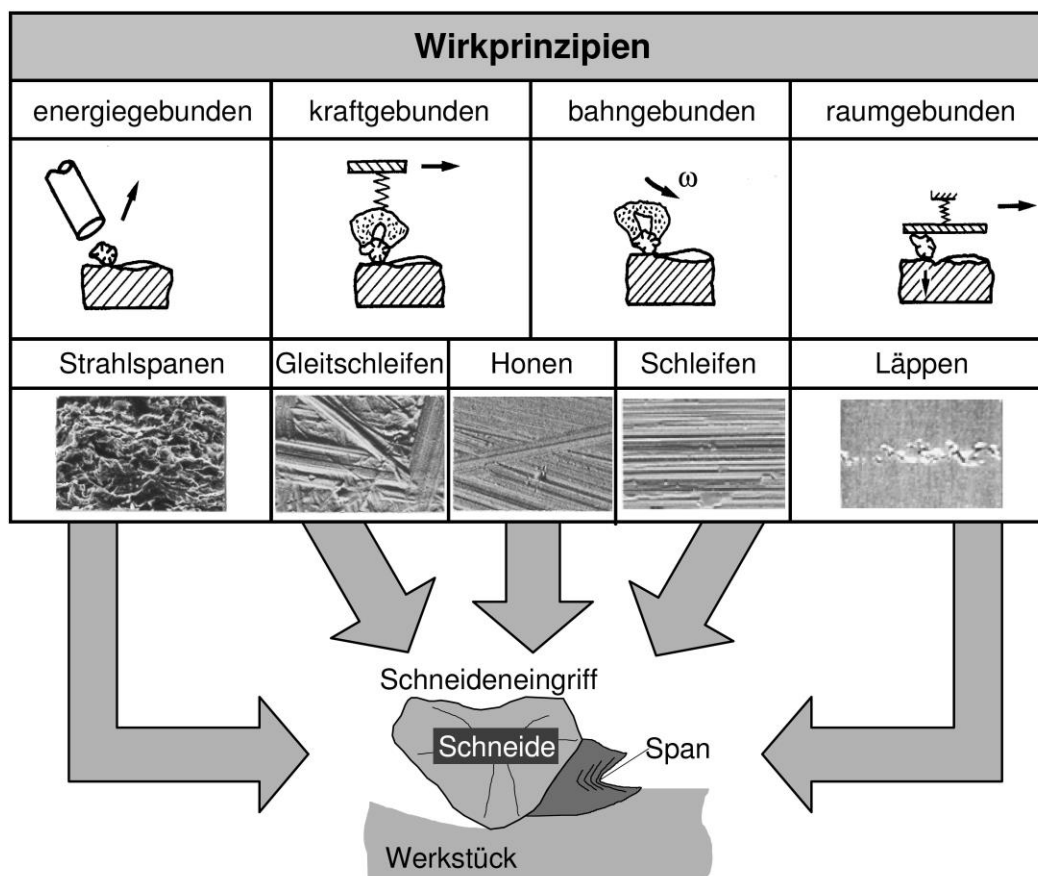 Wirkprinzipien
energiegebunden kraftgebunden bahngebunden raumgebunden
ω
Strahlspanen Gleitschleifen Honen Schleifen Läppen
Schneideneingriff
Schneide
Span
Werkstück